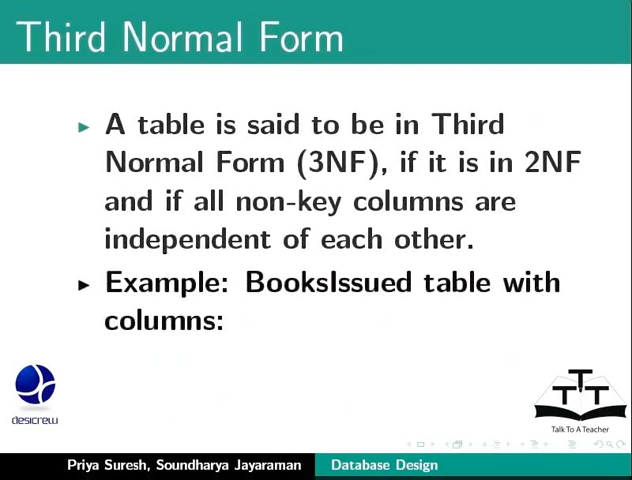 Third Normal Form
A table is said to be in Third
Normal Form (3NF), if it is in 2NF
and if all non-key columns are
independent of each other.
Example: BooksIssued table with
columns:
desicrew
T T T
Talk To A Teacher
Priya Suresh, Soundharya Jayaraman Database Design